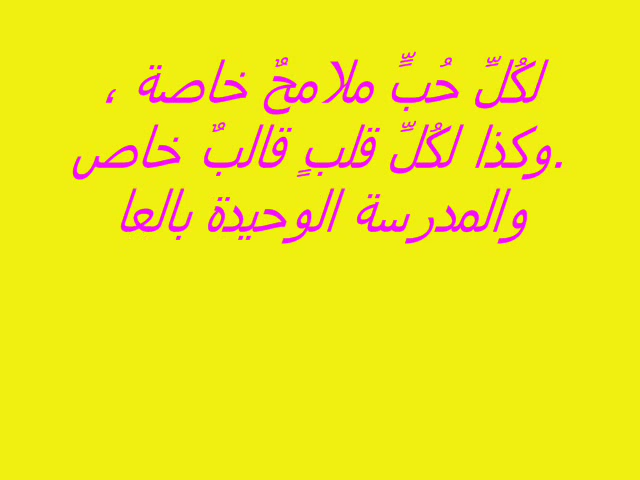 لكُلِّ حُبٍّ ملامحٌ خاصة ،
.وكذا لكُلِّ قلبٍ قالبٌ خاص
والمدرسة الوحيدة بالعا